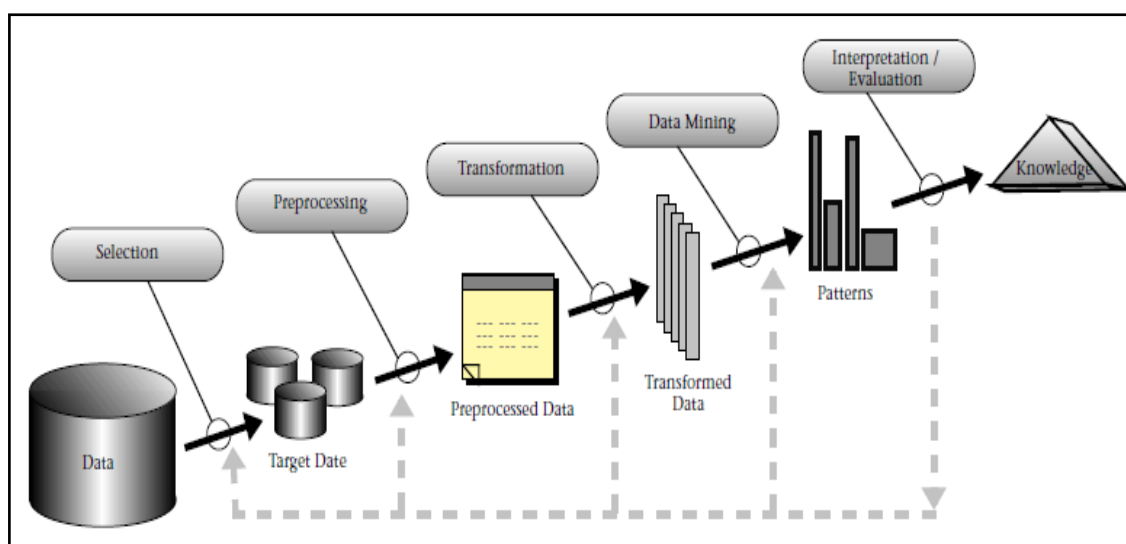 Interpretation /
Evaluation
Data Mining
Transformation
Preprocessing
Selection
Knowledge
Patterns
Transformed
Data
Preprocessed Data
Target Date
Data